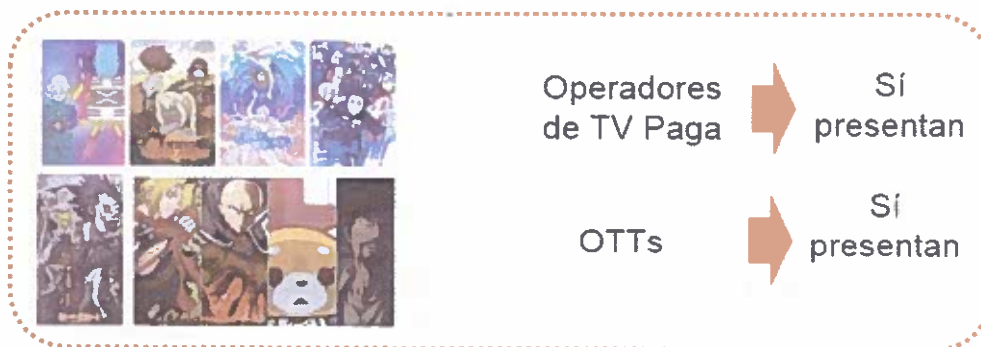 Operadores
de TV Paga
Sí
presentan
OTTs
Sí
presentan